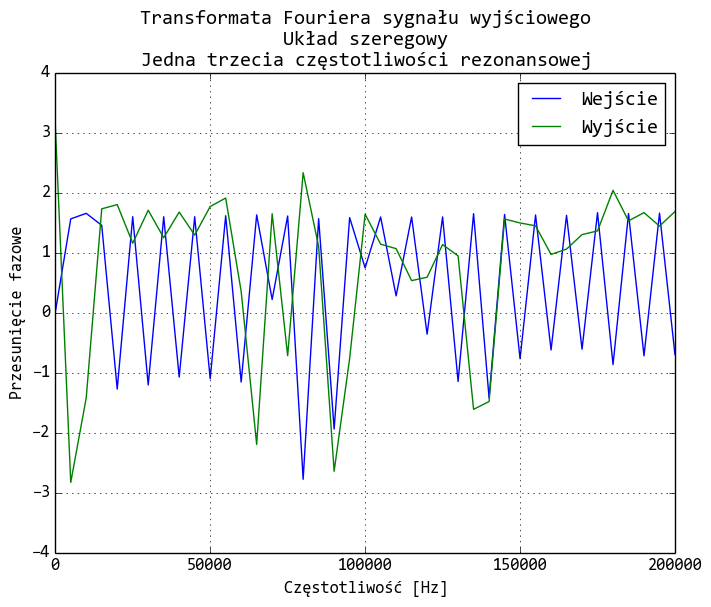 Transformata Fouriera sygnału wyjściowego
Układ szeregowy
Jedna trzecia częstotliwości rezonansowej
Wejście
Wyjście
Przesunięcie fazowe
4
3
2
1
0
−1
−2
−3
−4
0 50000 100000 150000 200000
Częstotliwość [Hz]